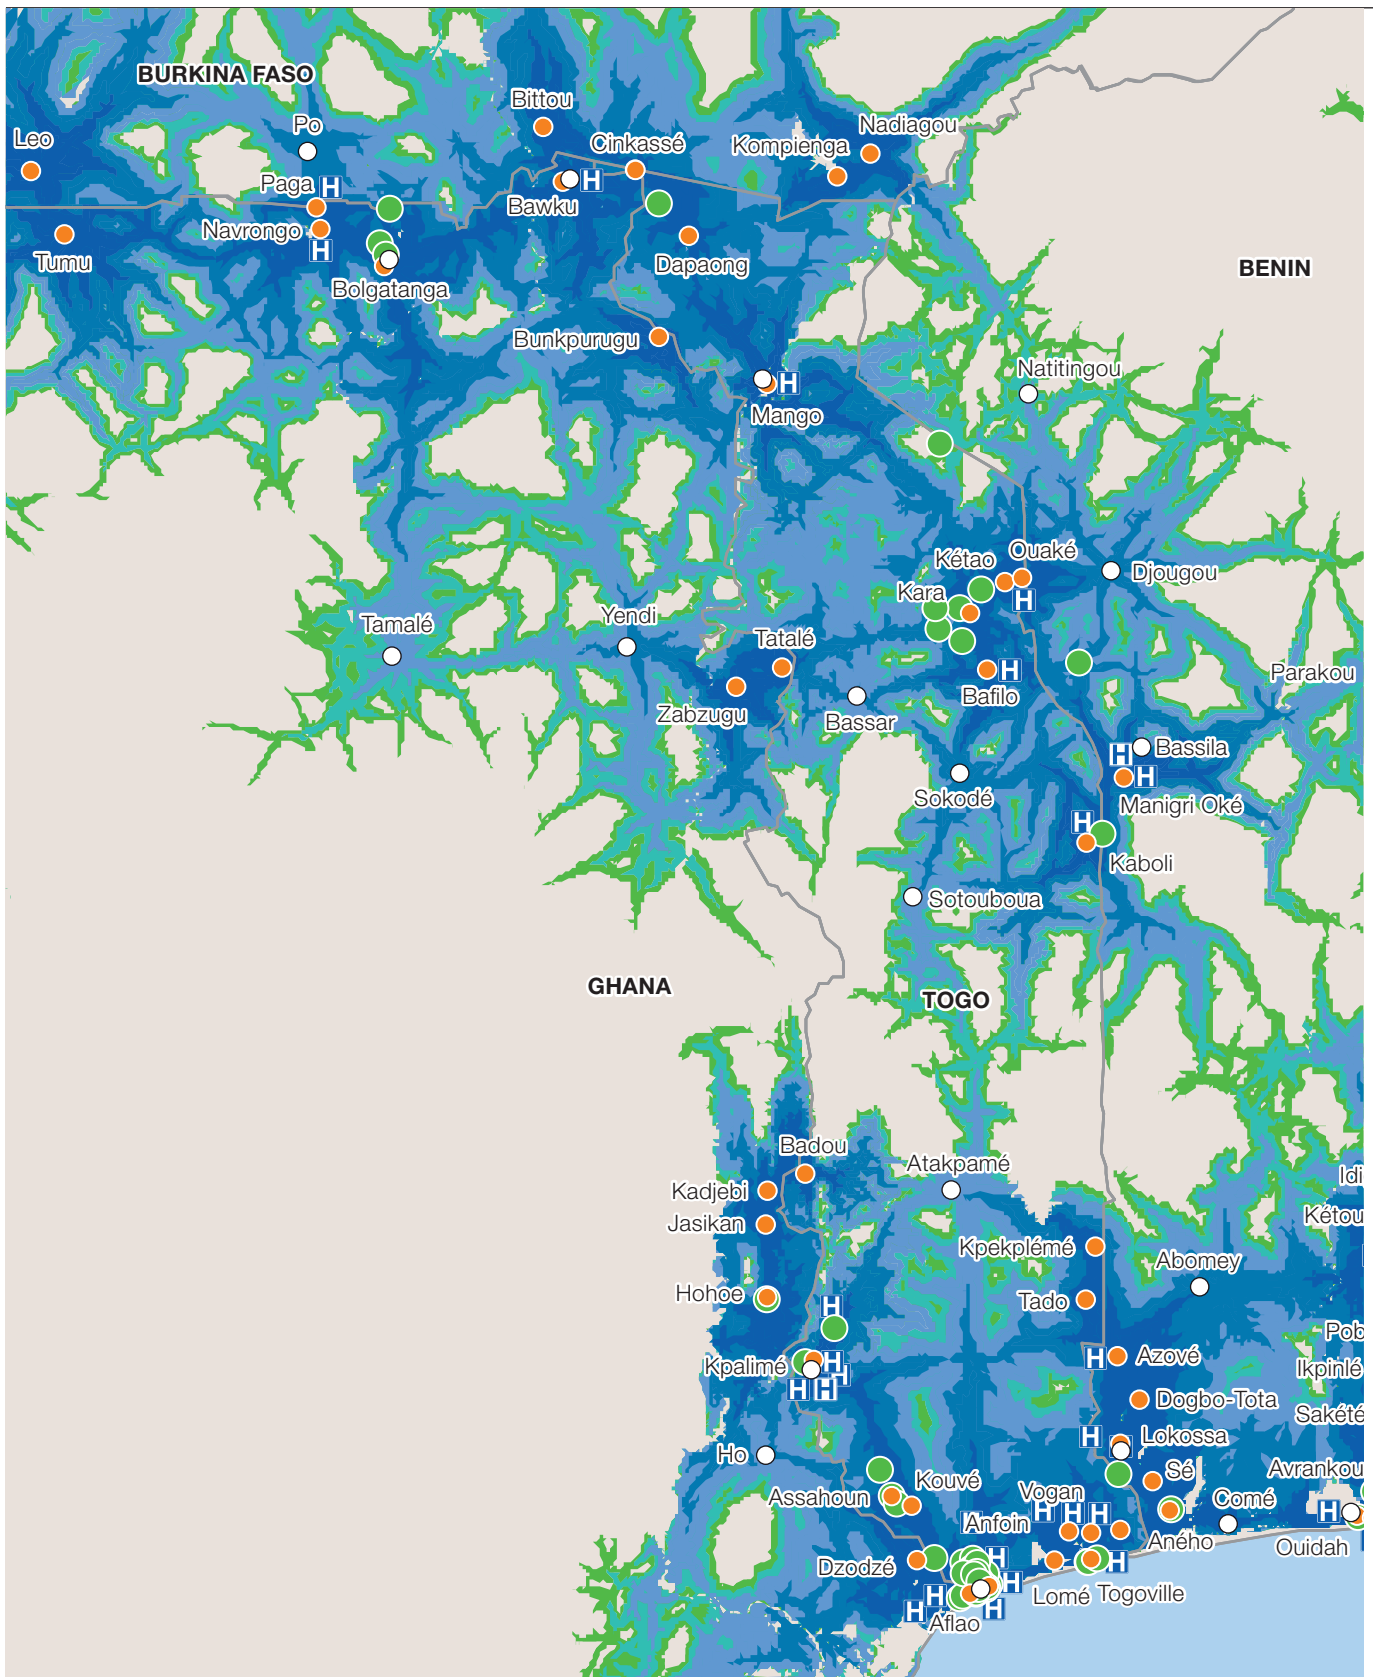 BURKINA FASO
Bittou
Po
Nadiagou
Leo
Cinkassé
Kompienga
Paga
H
H
Bawku
Navrongo
H
Tumu
Dapaong
BENIN
Bolgatanga
Bunkpurugu
Natitingou
H
Mango
Ouaké
Kétao
Djougou
Kara
H
Yendi
Tamalé
Tatalé
H
Parakou
Bafilo
Zabzugu
Bassar
Bassila
H
H
Sokodé
Manigri Oké
H
Kaboli
Sotouboua
GHANA
TOGO
Badou
Atakpamé
Idi
Kadjebi
Kétou
Jasikan
Kpekplémé
Abomey
Hohoe
Tado
H
Pob
Kpalimé
H
H
Azové
Ikpinlé
H
H
H
Dogbo-Tota
Sakété
H
Lokossa
Ho
Sé
Avrankou
Kouvé
Assahoun
Vogan
Comé
H
H
H
H
H
Anfoin
Aného
Ouidah
Dzodzé
H
H
H
Lomé
Togoville
H
H
H
Aflao